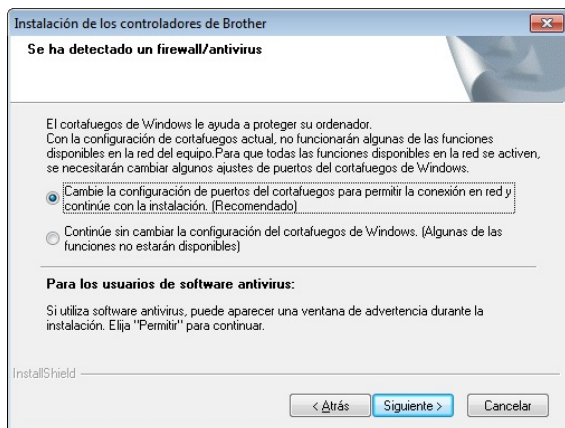 Instalación de los controladores de Brother
Se ha detectado un firewall/antivirus
El cortafuegos de Windows le ayuda a proteger su ordenador.
Con la configuración de cortafuegos actual, no funcionarán algunas de las funciones
disponibles en la red del equipo.Para que todas las funciones disponibles en la red se activen,
se necesitarán cambiar algunos ajustes de puertos del cortafuegos de Windows.
Cambie la configuración de puertos del cortafuegos para permitir la conexión en red y
continúe con la instalación. (Recomendado)
Continúe sin cambiar la configuración del cortafuegos de Windows. (Algunas de las
funciones no estarán disponibles)
Para los usuarios de software antivirus:
Si utiliza software antivirus, puede aparecer una ventana de advertencia durante la
instalación. Elija "Permitir" para continuar.
InstallShield
< Atrás Siguiente > Cancelar